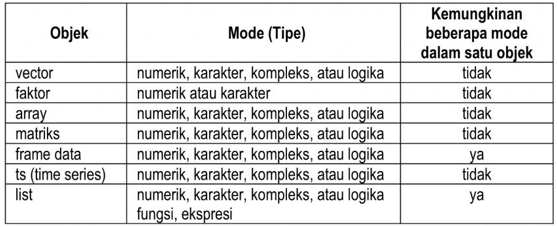 Objek Mode (Tipe) Kemungkinan
beberapa mode
dalam satu objek
vector numerik, karakter, kompleks, atau logika tidak
faktor numerik atau karakter tidak
array numerik, karakter, kompleks, atau logika tidak
matriks numerik, karakter, kompleks, atau logika tidak
frame data numerik, karakter, kompleks, atau logika ya
ts (time series) numerik, karakter, kompleks, atau logika tidak
list numerik, karakter, kompleks, atau logika ya
fungsi, ekspresi